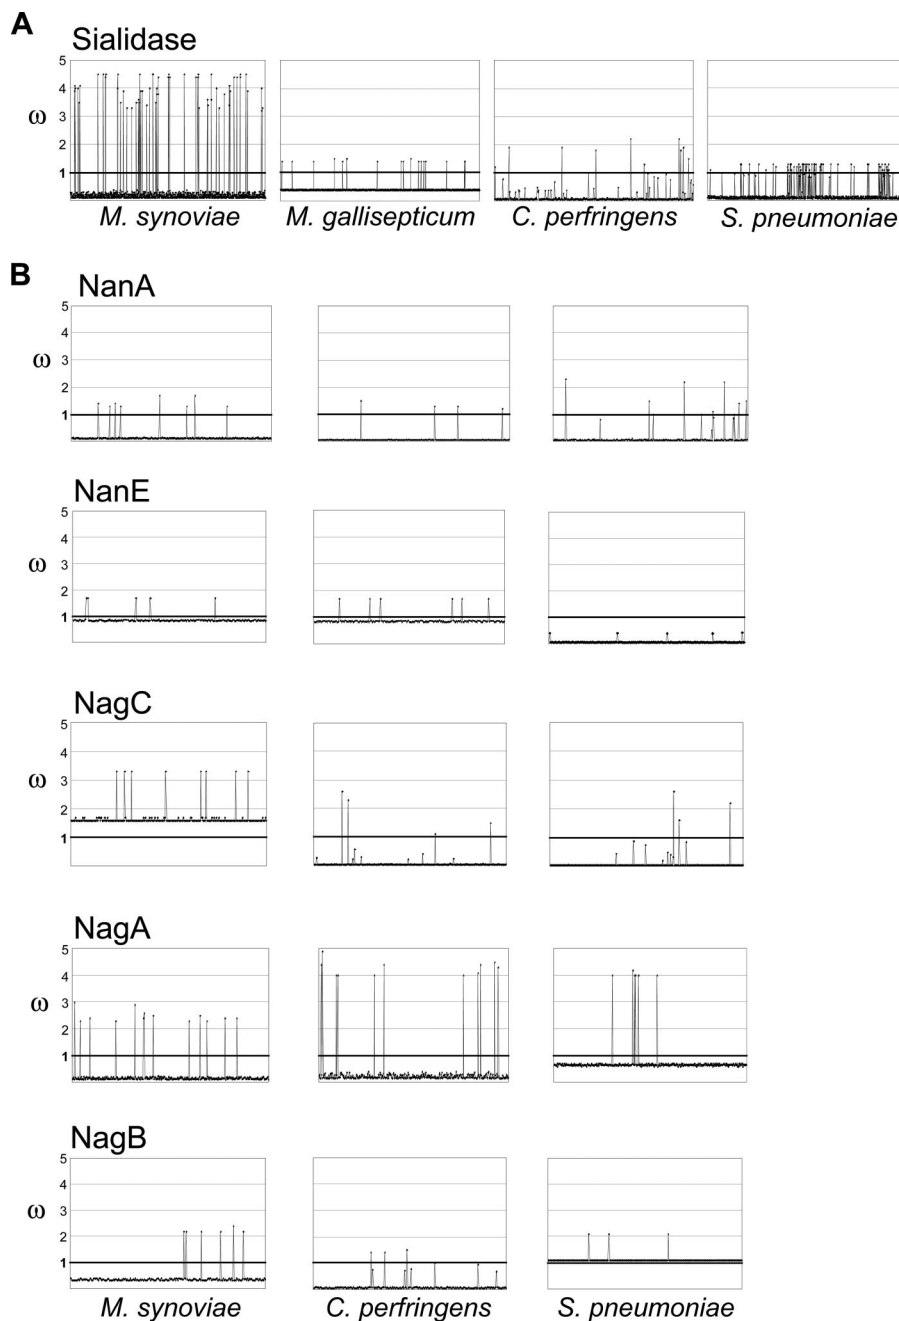 A
Sialidase
5
4
ω 3
2
1
M. synoviae M. gallisepticum C. perfringens S. pneumoniae
B
NanA
5
4
ω 3
2
1
NanE
5
4
ω 3
2
1
NagC
5
4
ω 3
2
1
NagA
5
4
ω 3
2
1
NagB
5
4
ω 3
2
1
M. synoviae C. perfringens S. pneumoniae